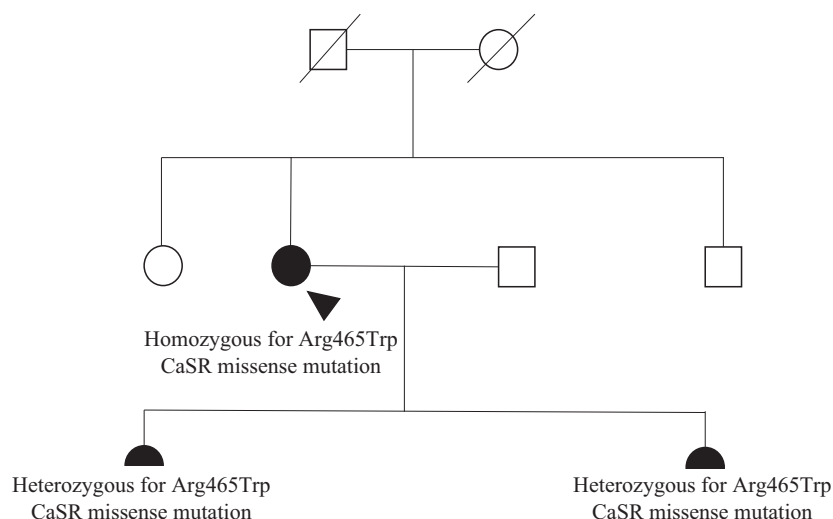 Homozygous for Arg465Trp
CaSR missense mutation
Heterozygous for Arg465Trp
CaSR missense mutation
Heterozygous for Arg465Trp
CaSR missense mutation